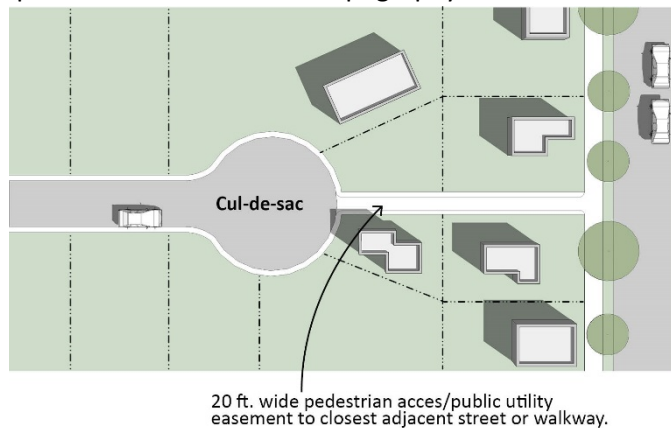 Cul-de-sac
20 ft. wide pedestrian acces/public utility
easement to closest adjacent street or walkway.